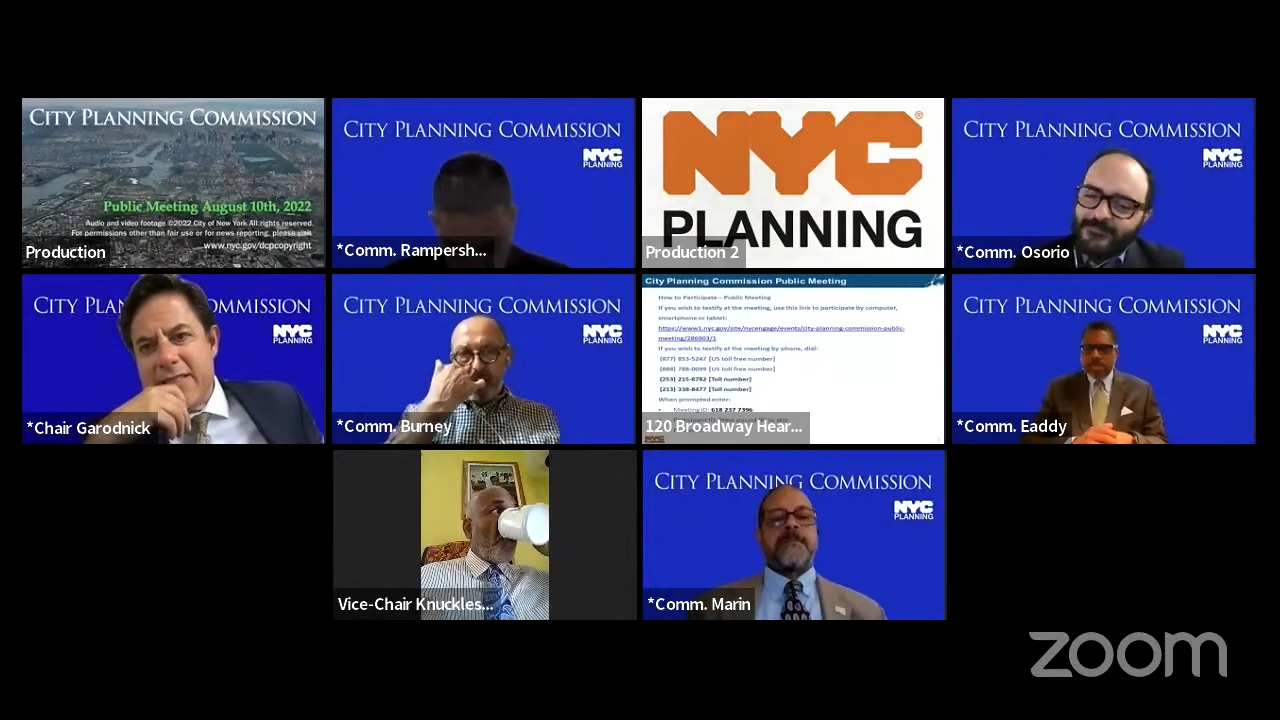 CITY PLANNING COMMISSION
Public Meeting August 10th, 2022
Audio and video footage ©2022 City of New York All rights reserved.
For permissions other than fair use or for news reporting, please visit
www.nyc.gov/dcpcopyright
Production
CITY PLANNING COMMISSION
NYC
PLANNING
*Comm. Rampersh...
NYC®
PLANNING
Production 2
CITY PLANNING COMMISSION
NYC
PLANNING
*Comm. Osorio
CITY PLANNING COMMISSION
NYC
PLANNING
*Chair Garodnick
CITY PLANNING COMMISSION
NYC
PLANNING
*Comm. Burney
City Planning Commission Public Meeting
How to Participate – Public Meeting
If you wish to testify at the meeting, use this link to participate by computer,
smartphone or tablet:
https://www1.nyc.gov/site/nycengage/events/city-planning-commission-public-
meeting/286903/1
If you wish to testify at the meeting by phone, dial:
(877) 853-5247 [US toll free number]
(888) 788-0099 [US toll free number]
(253) 215-8782 [Toll number]
(213) 338-8477 [Toll number]
When prompted enter:
• Meeting ID: 618 237 7396
120 Broadway Hear...
NYC
CITY PLANNING COMMISSION
NYC
PLANNING
*Comm. Eaddy
Vice-Chair Knuckles...
CITY PLANNING COMMISSION
NYC
PLANNING
*Comm. Marin
zoom